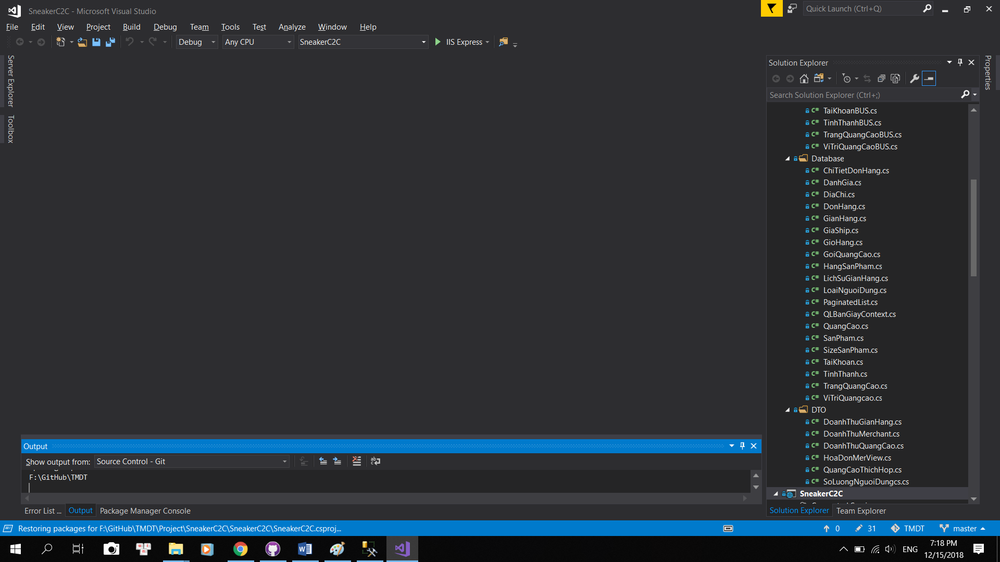 SneakerC2C - Microsoft Visual Studio
Quick Launch (Ctrl+Q)
File Edit View Project Build Debug Team Tools Test Analyze Window Help
Debug Any CPU SneakerC2C IIS Express
Server Explorer
Toolbox
Solution Explorer
Search Solution Explorer (Ctrl+;)
TaiKhoanBUS.cs
TinhThanhBUS.cs
TrangQuangCaoBUS.cs
ViTriQuangCaoBUS.cs
Database
ChiTietDonHang.cs
DanhGia.cs
DiaChi.cs
DonHang.cs
GianHang.cs
GiaShip.cs
GioHang.cs
GoiQuangCao.cs
HangSanPham.cs
LichSuGianHang.cs
LoaiNguoiDung.cs
PaginatedList.cs
QLBanGiayContext.cs
QuangCao.cs
SanPham.cs
SizeSanPham.cs
TaiKhoan.cs
TinhThanh.cs
TrangQuangCao.cs
ViTriQuangcao.cs
DTO
DoanhThuGianHang.cs
DoanhThuMerchant.cs
DoanhThuQuangCao.cs
HoaDonMerView.cs
QuangCaoThichHop.cs
SoLuongNguoiDungcs.cs
SneakerC2C
Solution Explorer Team Explorer
Properties
Output
Show output from: Source Control - Git
F:\GitHub\TMDT
Error List ... Output Package Manager Console
Restoring packages for F:\GitHub\TMDT\Project\SneakerC2C\SneakerC2C\SneakerC2C.csproj...
0 31 TMDT master
ENG
7:18 PM
12/15/2018